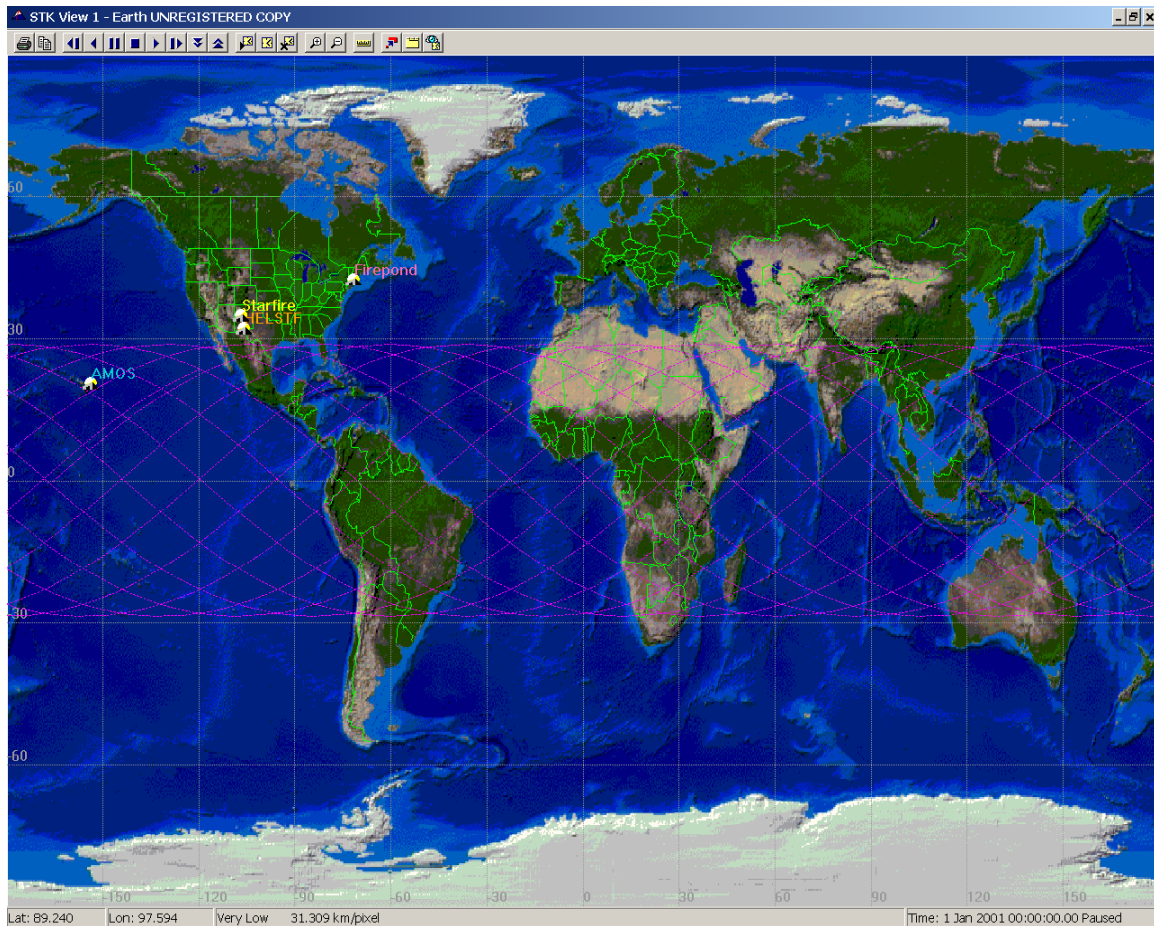 STK View 1 - Earth UNREGISTERED COPY
60
Firepond
Starfire
HELSTF
30
AMOS
0
-30
-60
-150
-120
-90
-60
-30
0
30
60
90
120
150
Lat: 89.240 Lon: 97.594 Very Low 31.309 km/pixel Time: 1 Jan 2001 00:00:00.00 Paused